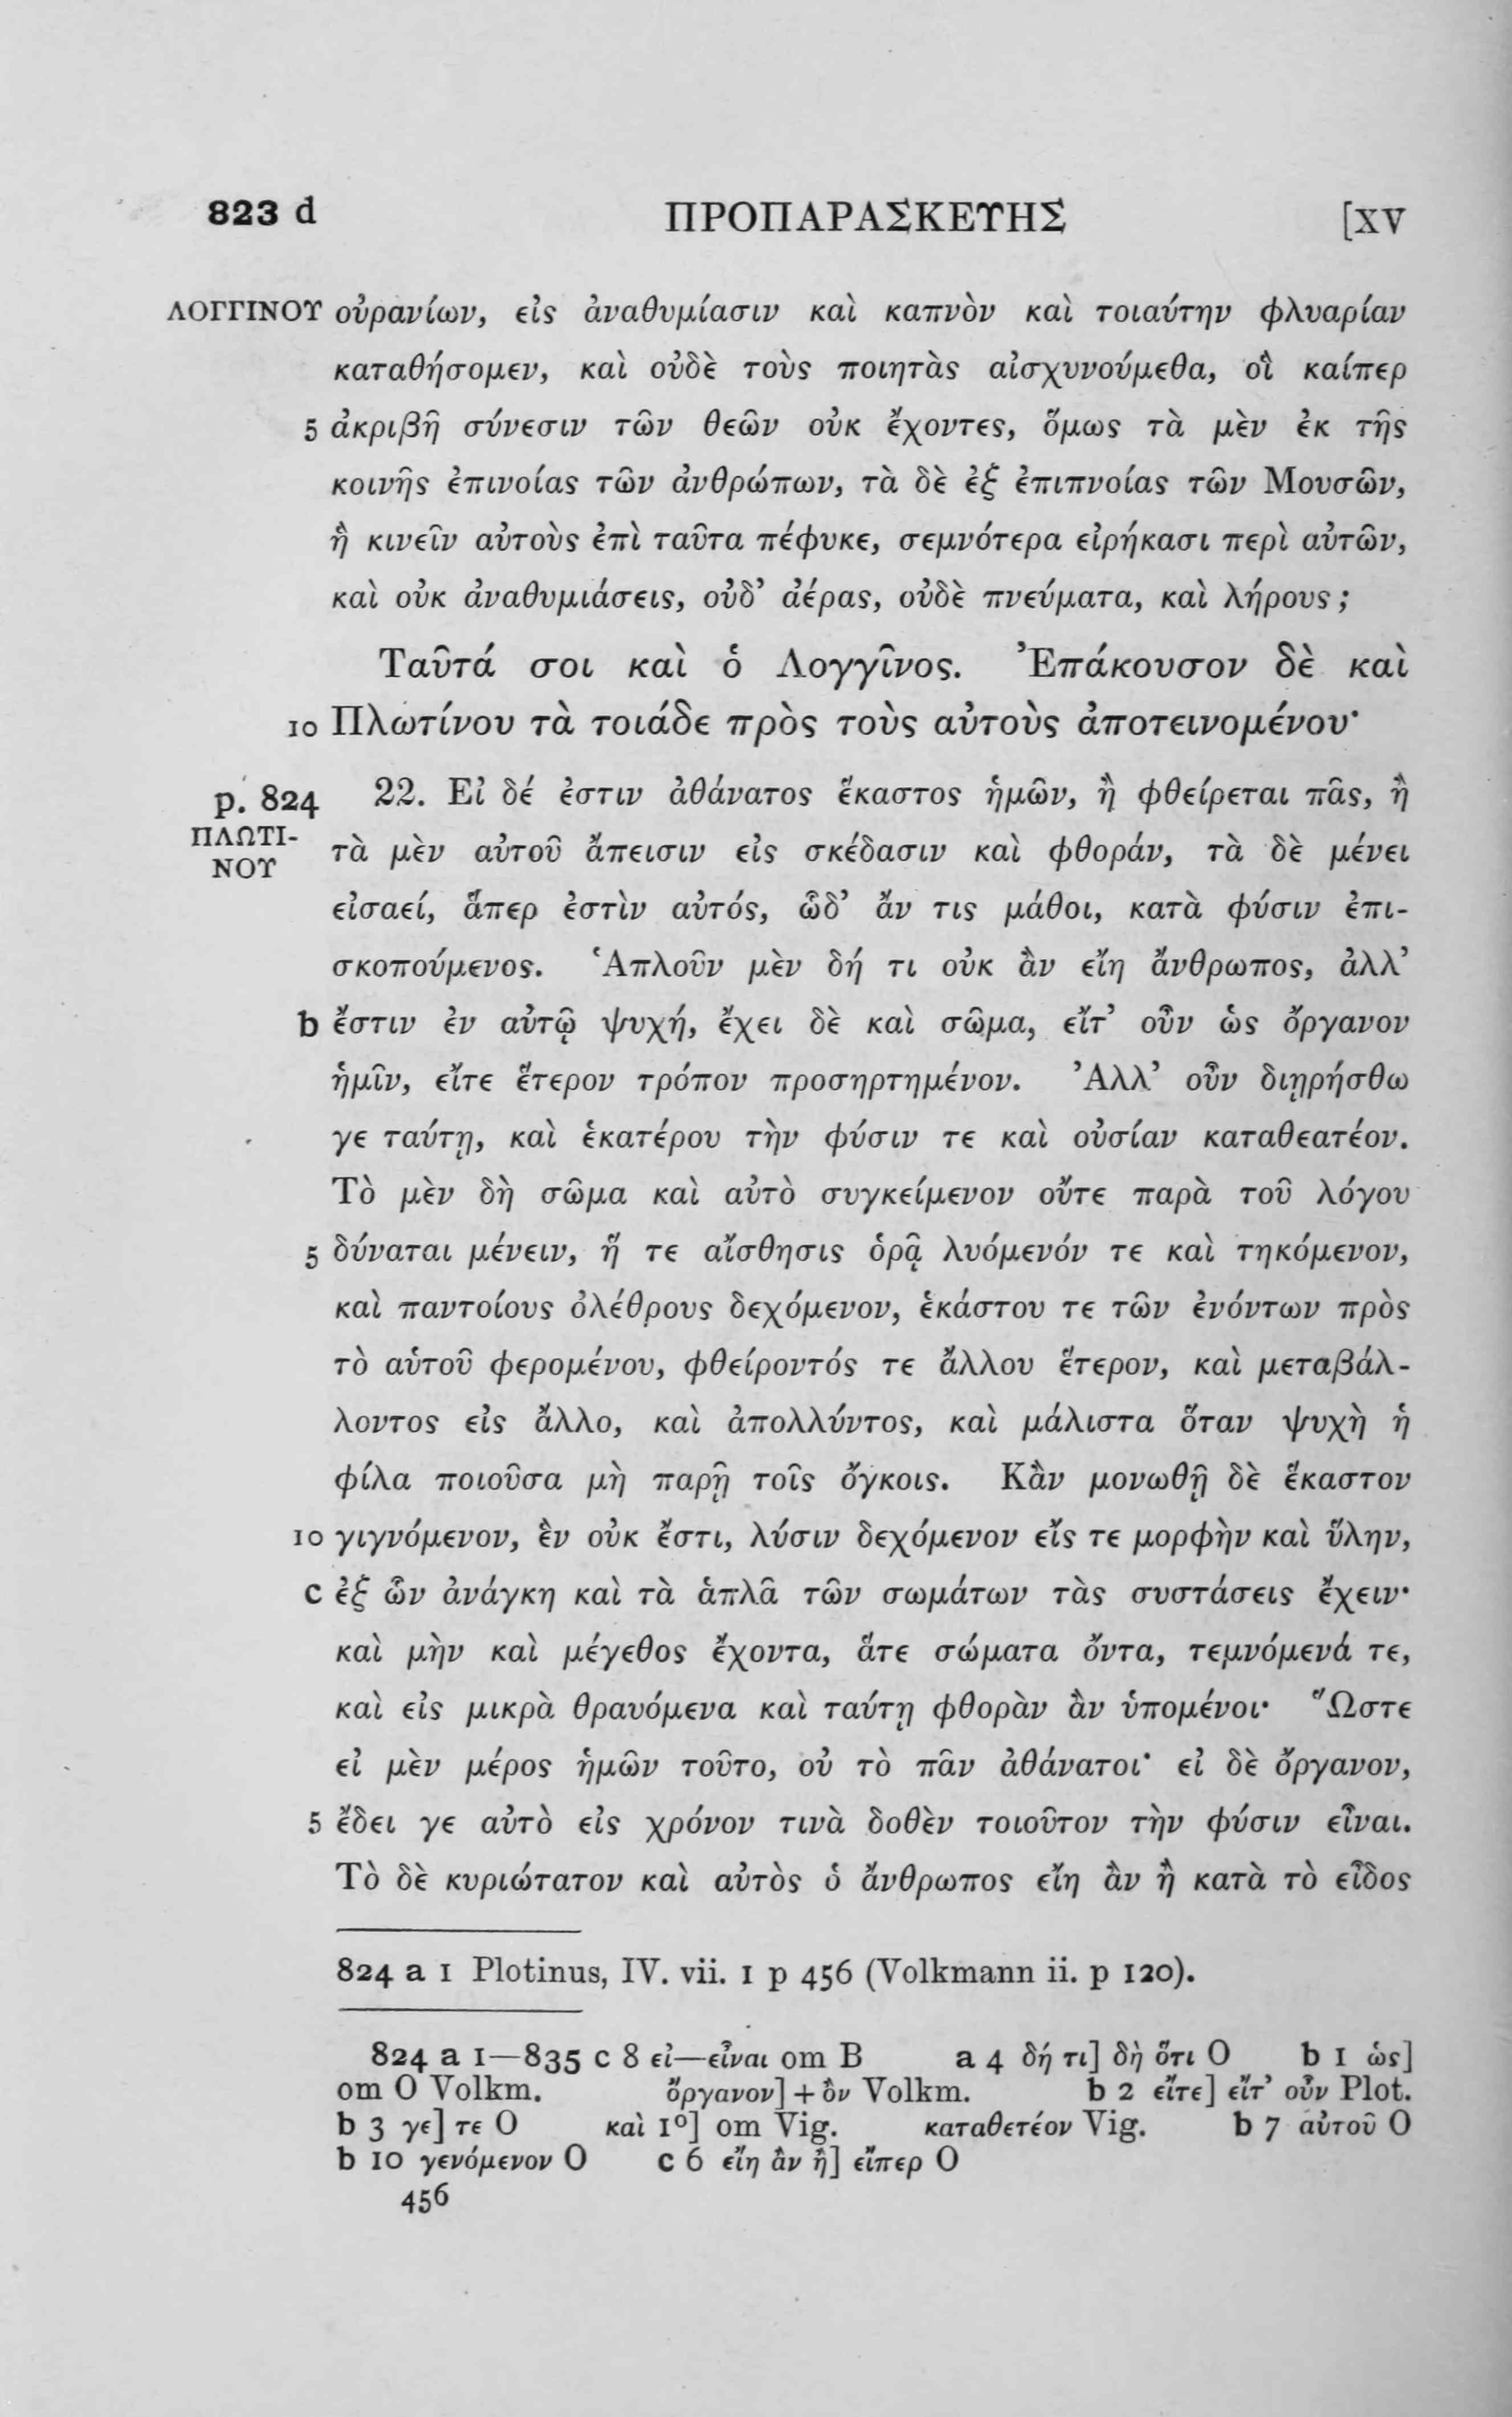 823 d ΠΡΟΠΑΡΑΣΚΕΥΗΣ [XV
ΛΟΓΓΙΝΟΥ οὐρανίων, εἰς ἀναθυμίασιν καὶ καπνὸν καὶ τοιαύτην φλυαρίαν
καταθήσομεν, καὶ οὐδὲ τοὺς ποιητὰς αἰσχυνούμεθα, οἳ καίπερ
5 ἀκριβῆ σύνεσιν τῶν θεῶν οὐκ ἔχοντες, ὅμως τὰ μὲν ἐκ τῆς
κοινῆς ἐπινοίας τῶν ἀνθρώπων, τὰ δὲ ἐξ ἐπιπνοίας τῶν Μουσῶν,
ἣ κινεῖν αὐτοὺς ἐπὶ ταῦτα πέφυκε, σεμνότερα εἰρήκασι περὶ αὐτῶν,
καὶ οὐκ ἀναθυμιάσεις, οὐδ’ ἀέρας, οὐδὲ πνεύματα, καὶ λήρους;
Ταῦτά σοι καὶ ὁ Λογγῖνος. Ἐπάκουσον δὲ καὶ
10 Πλωτίνου τὰ τοιάδε πρὸς τοὺς αὐτοὺς ἀποτεινομένου·
p. 824 22. Εἰ δέ ἐστιν ἀθάνατος ἕκαστος ἡμῶν, ἢ φθείρεται πᾶς, ἢ
ΠΛΩΤΙ-
ΝΟΥ
τὰ μὲν αὐτοῦ ἄπεισιν εἰς σκέδασιν καὶ φθοράν, τὰ δὲ μένει
εἰσαεί, ἅπερ ἐστὶν αὐτός, ὧδ’ ἄν τις μάθοι, κατὰ φύσιν ἐπι-
σκοπούμενος. Ἁπλοῦν μὲν δή τι οὐκ ἂν εἴη ἄνθρωπος, ἀλλ’
b ἔστιν ἐν αὐτῷ ψυχή, ἔχει δὲ καὶ σῶμα, εἴτ’ οὖν ὡς ὄργανον
ἡμῖν, εἴτε ἕτερον τρόπον προσηρτημένον. Ἀλλ’ οὖν διῃρήσθω
γε ταύτῃ, καὶ ἑκατέρου τὴν φύσιν τε καὶ οὐσίαν καταθεατέον.
Τὸ μὲν δὴ σῶμα καὶ αὐτὸ συγκείμενον οὔτε παρὰ τοῦ λόγου
5 δύναται μένειν, ἥ τε αἴσθησις ὁρᾷ λυόμενόν τε καὶ τηκόμενον,
καὶ παντοίους ὀλέθρους δεχόμενον, ἑκάστου τε τῶν ἐνόντων πρὸς
τὸ αὑτοῦ φερομένου, φθείροντός τε ἄλλου ἕτερον, καὶ μεταβάλ-
λοντος εἰς ἄλλο, καὶ ἀπολλύντος, καὶ μάλιστα ὅταν ψυχὴ ἡ
φίλα ποιοῦσα μὴ παρῇ τοῖς ὄγκοις. Κἂν μονωθῇ δὲ ἕκαστον
10 γιγνόμενον, ἓν οὐκ ἔστι, λύσιν δεχόμενον εἴς τε μορφὴν καὶ ὕλην,
c ἐξ ὧν ἀνάγκη καὶ τὰ ἁπλᾶ τῶν σωμάτων τὰς συστάσεις ἔχειν·
καὶ μὴν καὶ μέγεθος ἔχοντα, ἅτε σώματα ὄντα, τεμνόμενά τε,
καὶ εἰς μικρὰ θραυόμενα καὶ ταύτῃ φθορὰν ἂν ὑπομένοι· Ὥστε
εἰ μὲν μέρος ἡμῶν τοῦτο, οὐ τὸ πᾶν ἀθάνατοι· εἰ δὲ ὄργανον,
5 ἔδει γε αὐτὸ εἰς χρόνον τινὰ δοθὲν τοιοῦτον τὴν φύσιν εἶναι.
Τὸ δὲ κυριώτατον καὶ αὐτὸς ὁ ἄνθρωπος εἴη ἂν ἢ κατὰ τὸ εἶδος
824 a 1 Plotinus, IV. vii. 1 p 456 (Volkmann ii. p 120).
824 a 1—835 c 8 εἰ—εἶναι om B a 4 δή τι] δὴ ὅτι O b 1 ὡς]
om O Volkm. ὄργανον] + ὂν Volkm. b 2 εἴτε] εἴτ’ οὖν Plot.
b 3 γε] τε O καὶ 1º] om Vig. καταθετέον Vig. b 7 αὐτοῦ O
b 10 γενόμενον O c 6 εἴη ἂν ἢ] εἴπερ O
456